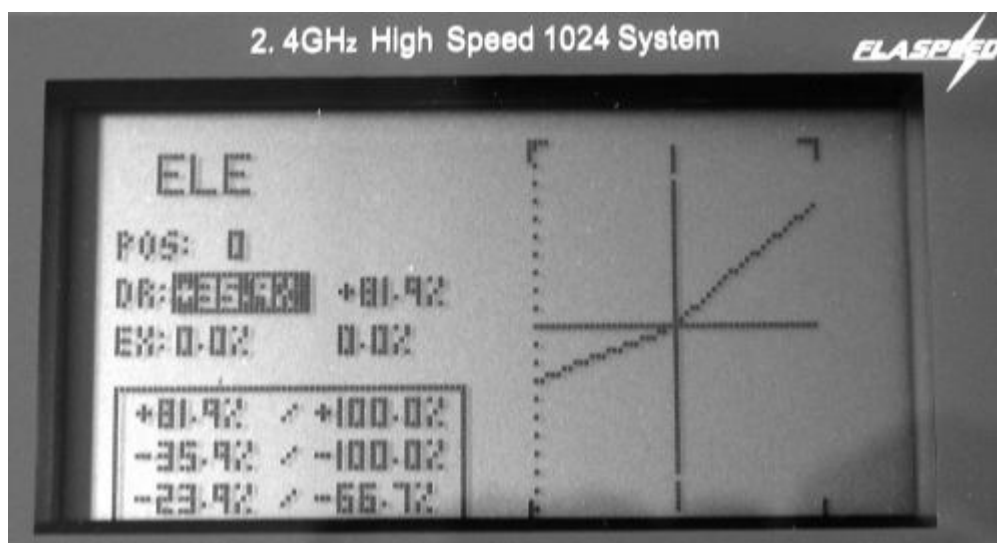 2.4GHz High Speed 1024 System
FLASPEED
ELE
POS: 0
DR: +35.9% +81.9%
EX: 0.0% 0.0%
+81.9% / +100.0%
-35.9% / -100.0%
-23.9% / -66.7%